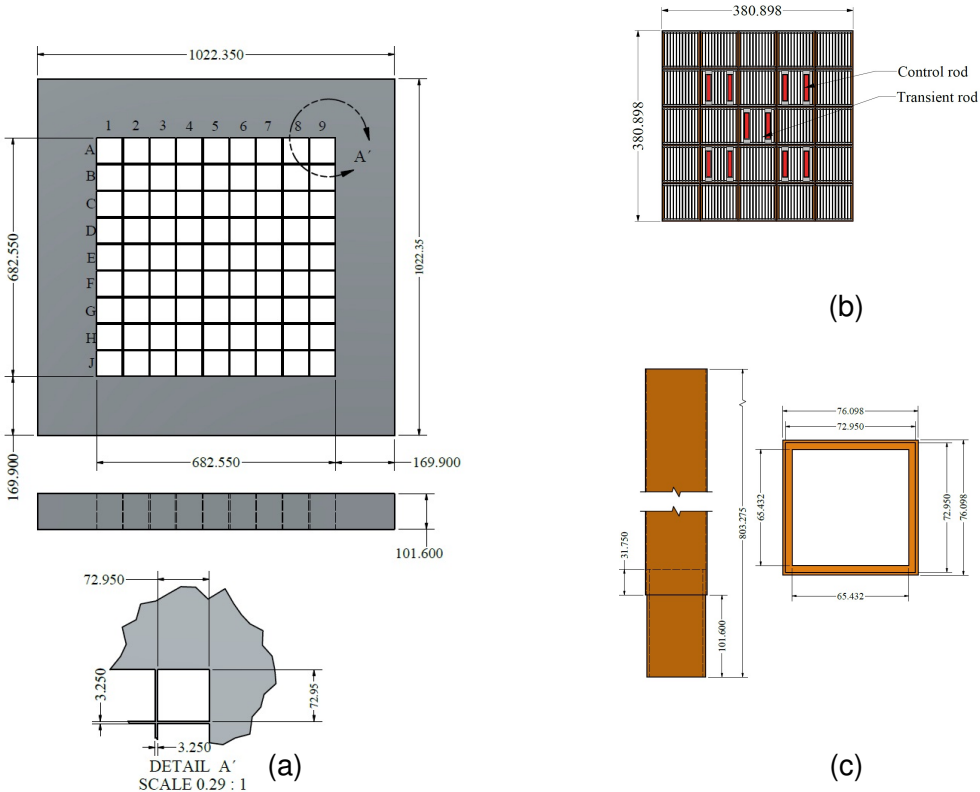 1022.350
1 2 3 4 5 6 7 8 9
A
B
C
D
E
F
G
H
J
A´
682.550
1022.35
169.900
682.550
169.900
101.600
72.950
3.250
72.95
3.250
DETAIL A´
SCALE 0.29 : 1
(a)
380.898
380.898
Control rod
Transient rod
(b)
803.275
31.750
101.600
76.098
72.950
65.432
72.950
76.098
65.432
(c)